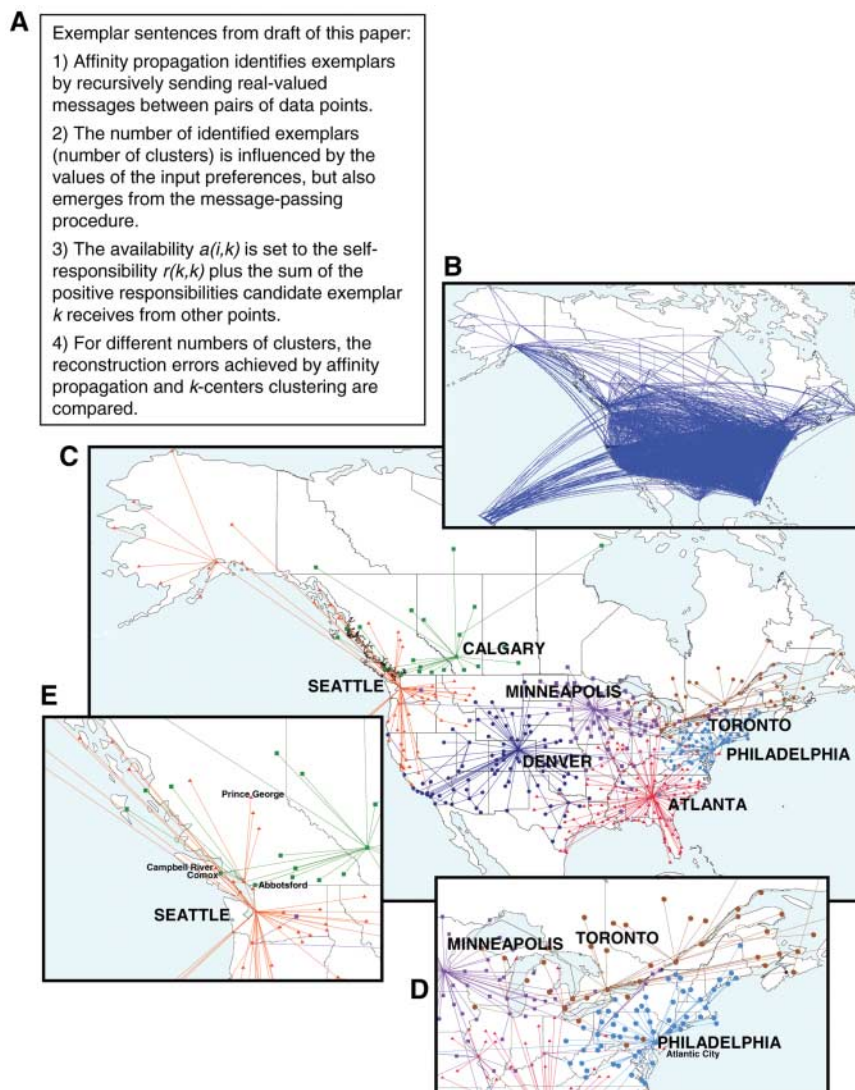 A
Exemplar sentences from draft of this paper:
1) Affinity propagation identifies exemplars
by recursively sending real-valued
messages between pairs of data points.
2) The number of identified exemplars
(number of clusters) is influenced by the
values of the input preferences, but also
emerges from the message-passing
procedure.
3) The availability a(i,k) is set to the self-
responsibility r(k,k) plus the sum of the
positive responsibilities candidate exemplar
k receives from other points.
4) For different numbers of clusters, the
reconstruction errors achieved by affinity
propagation and k-centers clustering are
compared.
B
C
CALGARY
SEATTLE
MINNEAPOLIS
TORONTO
PHILADELPHIA
DENVER
ATLANTA
E
Prince George
Campbell River
Comox
Abbotsford
SEATTLE
D
MINNEAPOLIS
TORONTO
PHILADELPHIA
Atlantic City